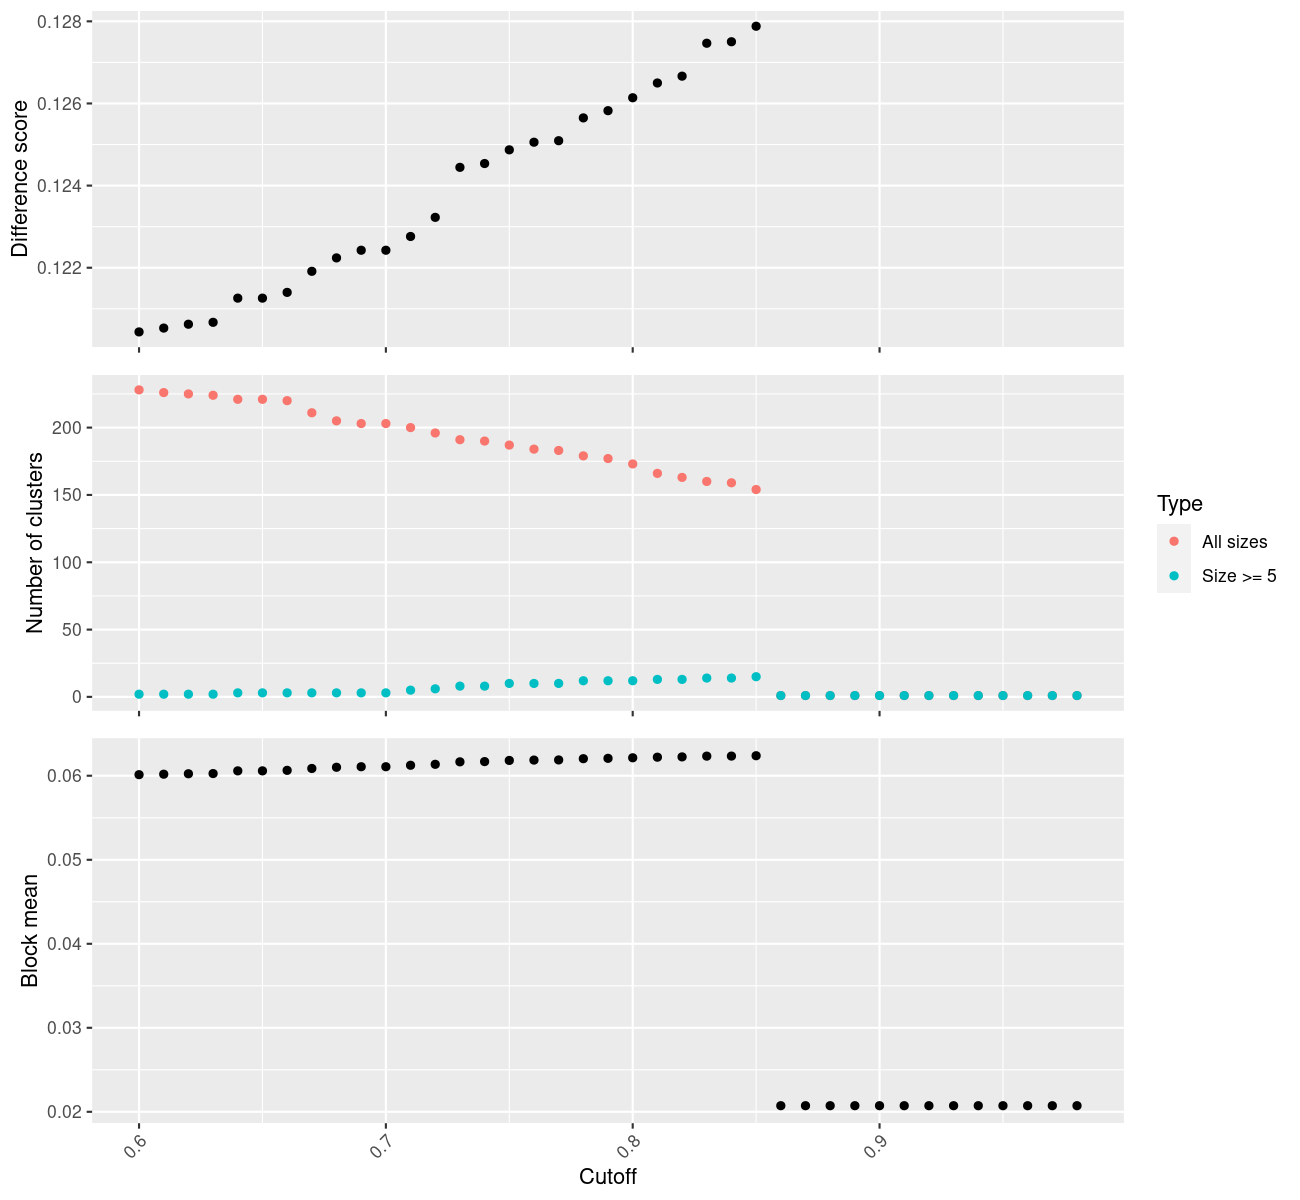 0.128
0.126
0.124
0.122
Difference score
200
150
100
50
0
Number of clusters
Type
All sizes
Size >= 5
0.06
0.05
0.04
0.03
0.02
Block mean
0.6
0.7
0.8
0.9
Cutoff